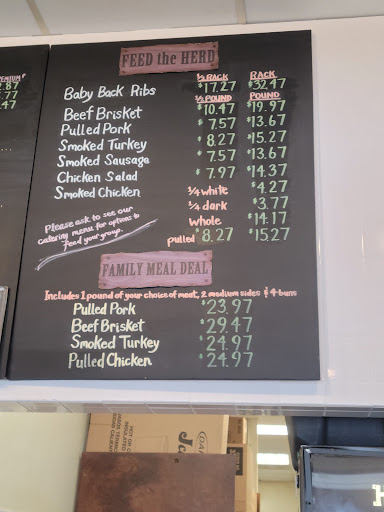 FEED the HERD
½ RACK RACK
Baby Back Ribs $17.27 $32.47
½ POUND POUND
Beef Brisket $10.47 $19.97
Pulled Pork $7.57 $13.67
Smoked Turkey $8.27 $15.27
Smoked Sausage $7.57 $13.67
Chicken Salad $7.97 $14.37
Smoked Chicken ¼ white $4.27
¼ dark $3.77
whole $14.17
pulled $8.27 $15.27
Please ask to see our
catering menu for options to
feed your group.
FAMILY MEAL DEAL
Includes 1 pound of your choice of meat, 2 medium sides & 4 buns
Pulled Pork $23.97
Beef Brisket $29.47
Smoked Turkey $24.97
Pulled Chicken $24.97